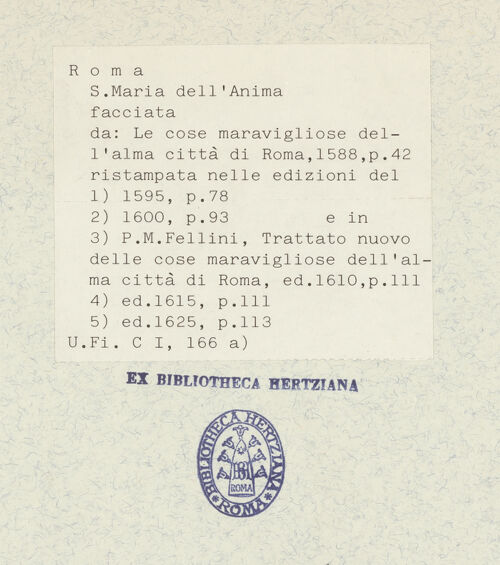 R o m a
S.Maria dell'Anima
facciata
da: Le cose maravigliose del-
l'alma città di Roma,1588,p.42
ristampata nelle edizioni del
1) 1595, p.78
2) 1600, p.93 e in
3) P.M.Fellini, Trattato nuovo
delle cose maravigliose dell'al-
ma città di Roma, ed.1610,p.111
4) ed.1615, p.111
5) ed.1625, p.113
U.Fi. C I, 166 a)
EX BIBLIOTHECA HERTZIANA
BIBLIOTHECA HERTZIANA
BH
ROMA
ROMA